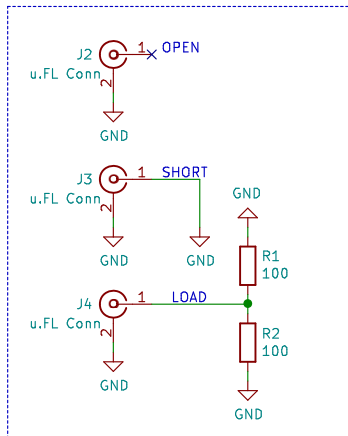 J2
u.FL Conn
1
OPEN
2
GND
J3
u.FL Conn
1
SHORT
2
GND
GND
GND
R1
100
J4
u.FL Conn
1
LOAD
2
GND
R2
100
GND